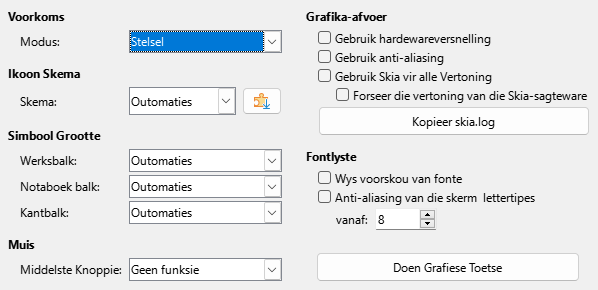 Voorkoms
Modus: Stelsel
Ikoon Skema
Skema: Outomaties
Simbool Grootte
Werksbalk: Outomaties
Notaboek balk: Outomaties
Kantbalk: Outomaties
Muis
Middelste Knoppie: Geen funksie
Grafika-afvoer
Gebruik hardewareversnelling
Gebruik anti-aliasing
Gebruik Skia vir alle Vertoning
Forseer die vertoning van die Skia-sagteware
Kopieer skia.log
Fontlyste
Wys voorskou van fonte
Anti-aliasing van die skerm lettertipes
vanaf: 8
Doen Grafiese Toetse